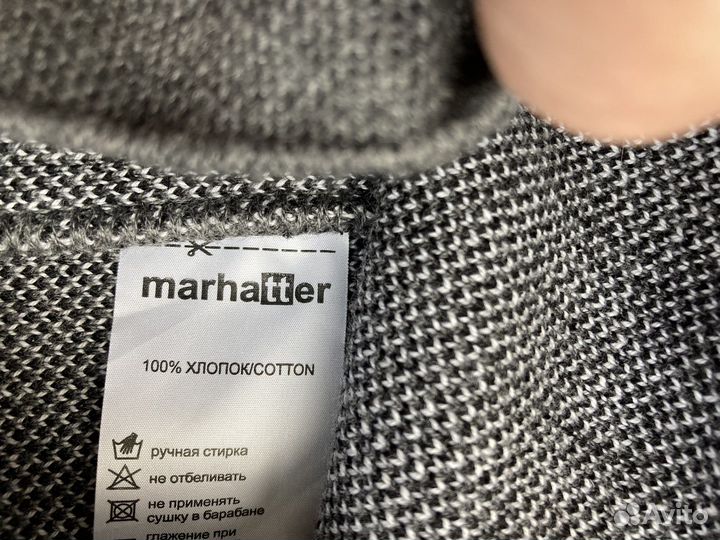 marhatter
100% ХЛОПОК/COTTON
ручная стирка
не отбеливать
не применять
сушку в барабане
глажение при
Avito